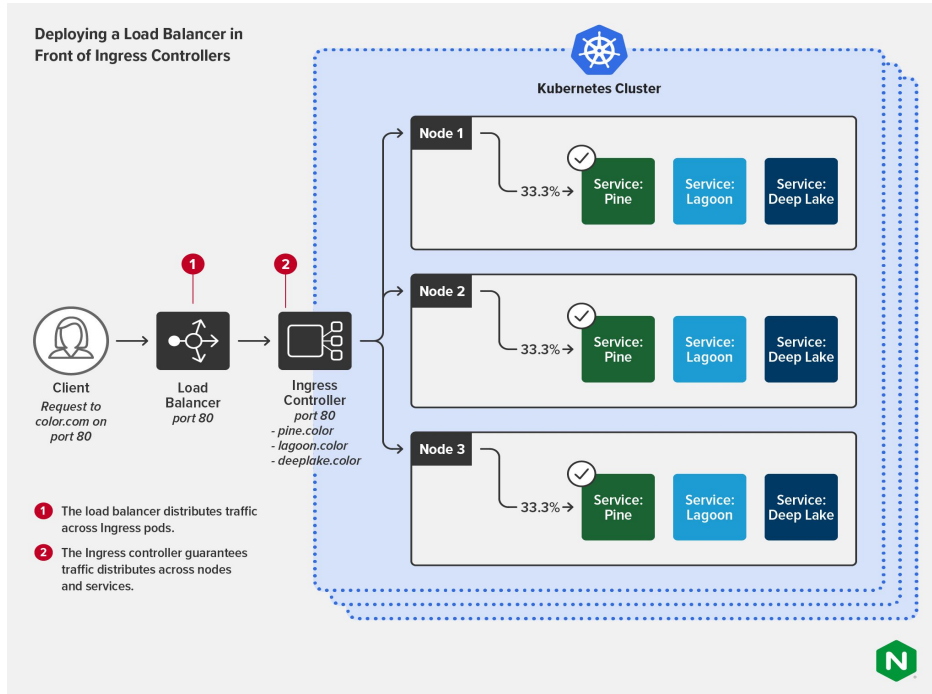 Deploying a Load Balancer in
Front of Ingress Controllers
Kubernetes Cluster
Node 1
33.3%
Service:
Pine
Service:
Lagoon
Service:
Deep Lake
Node 2
33.3%
Service:
Pine
Service:
Lagoon
Service:
Deep Lake
Node 3
33.3%
Service:
Pine
Service:
Lagoon
Service:
Deep Lake
1
2
Client
Request to
color.com on
port 80
Load
Balancer
port 80
Ingress
Controller
port 80
- pine.color
- lagoon.color
- deeplake.color
1 The load balancer distributes traffic
across Ingress pods.
2 The Ingress controller guarantees
traffic distributes across nodes
and services.
N